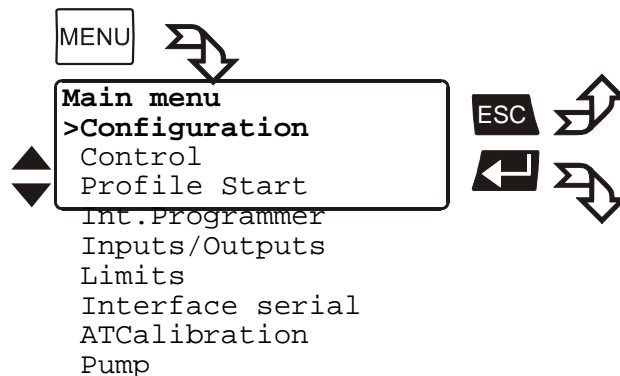 MENU
Main menu
>Configuration
Control
Profile Start
Int.Programmer
Inputs/Outputs
Limits
Interface serial
ATCalibration
Pump
ESC